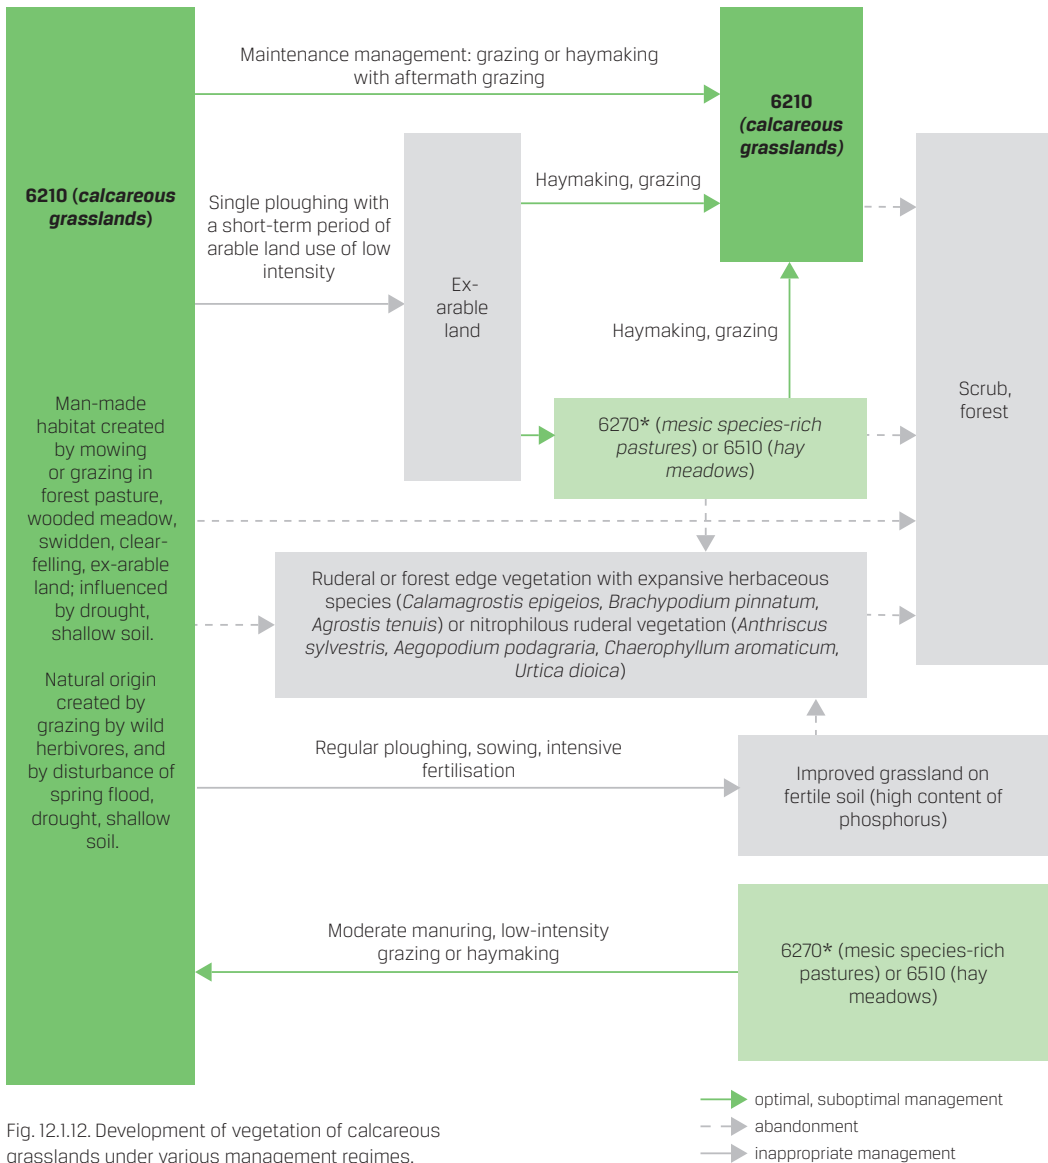 Maintenance management: grazing or haymaking
with aftermath grazing
6210
(calcareous
grasslands)
6210 (calcareous
grasslands)
Single ploughing with
a short-term period of
arable land use of low
intensity
Haymaking, grazing
Ex-
arable
land
Haymaking, grazing
Scrub,
forest
Man-made
habitat created
by mowing
or grazing in
forest pasture,
wooded meadow,
swidden, clear-
felling, ex-arable
land; influenced
by drought,
shallow soil.
Natural origin
created by
grazing by wild
herbivores, and
by disturbance of
spring flood,
drought, shallow
soil.
6270* (mesic species-rich
pastures) or 6510 (hay
meadows)
Ruderal or forest edge vegetation with expansive herbaceous
species (Calamagrostis epigeios, Brachypodium pinnatum,
Agrostis tenuis) or nitrophilous ruderal vegetation (Anthriscus
sylvestris, Aegopodium podagraria, Chaerophyllum aromaticum,
Urtica dioica)
Regular ploughing, sowing, intensive
fertilisation
Improved grassland on
fertile soil (high content of
phosphorus)
Moderate manuring, low-intensity
grazing or haymaking
6270* (mesic species-rich
pastures) or 6510 (hay
meadows)
optimal, suboptimal management
abandonment
inappropriate management
Fig. 12.1.12. Development of vegetation of calcareous
grasslands under various management regimes.